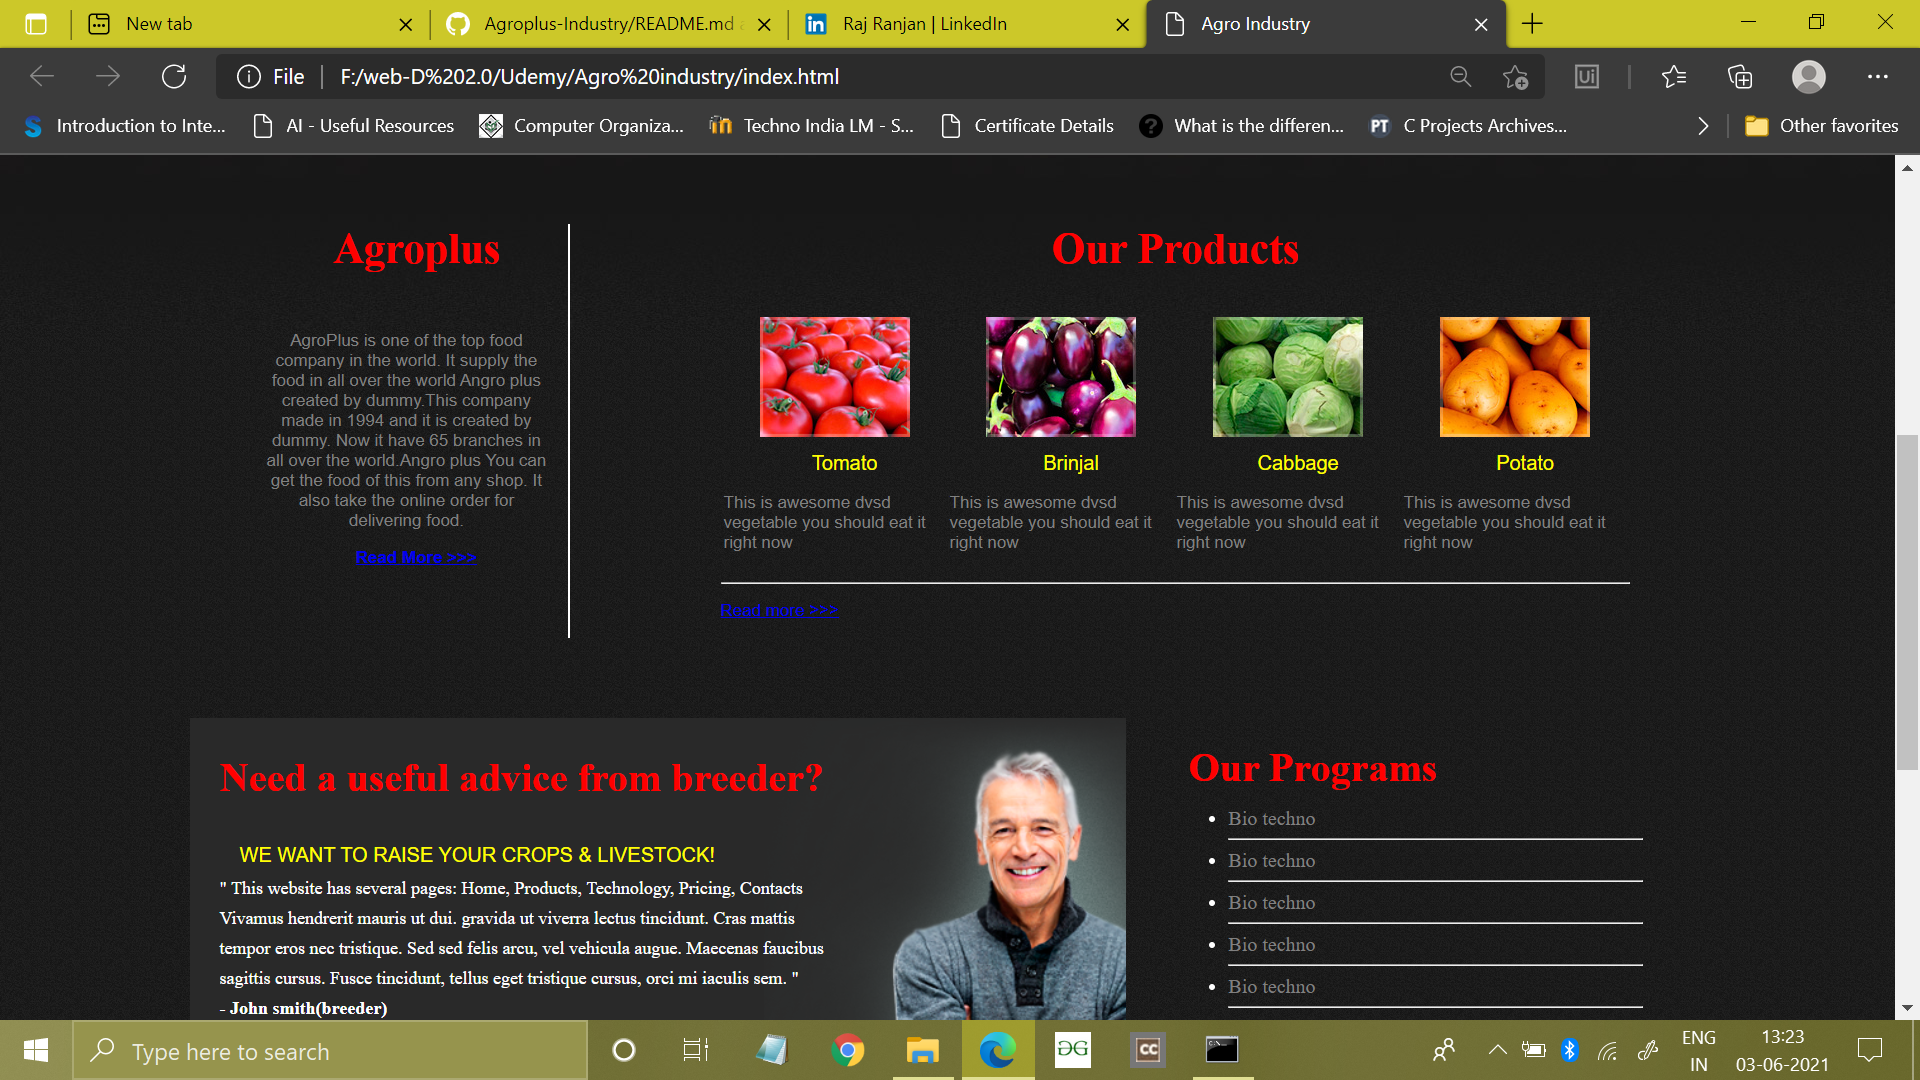 New tab
Agroplus-Industry/README.md
Raj Ranjan | LinkedIn
Agro Industry
File
F:/web-D%202.0/Udemy/Agro%20industry/index.html
Introduction to Inte...
AI - Useful Resources
Computer Organiza...
Techno India LM - S...
Certificate Details
What is the differen...
C Projects Archives...
Other favorites
Agroplus
AgroPlus is one of the top food
company in the world. It supply the
food in all over the world Angro plus
created by dummy.This company
made in 1994 and it is created by
dummy. Now it have 65 branches in
all over the world.Angro plus You can
get the food of this from any shop. It
also take the online order for
delivering food.
Read More >>>
Our Products
Tomato
This is awesome dvsd
vegetable you should eat it
right now
Brinjal
This is awesome dvsd
vegetable you should eat it
right now
Cabbage
This is awesome dvsd
vegetable you should eat it
right now
Potato
This is awesome dvsd
vegetable you should eat it
right now
Read more >>>
Need a useful advice from breeder?
WE WANT TO RAISE YOUR CROPS & LIVESTOCK!
" This website has several pages: Home, Products, Technology, Pricing, Contacts
Vivamus hendrerit mauris ut dui. gravida ut viverra lectus tincidunt. Cras mattis
tempor eros nec tristique. Sed sed felis arcu, vel vehicula augue. Maecenas faucibus
sagittis cursus. Fusce tincidunt, tellus eget tristique cursus, orci mi iaculis sem. "
- John smith(breeder)
Our Programs
Bio techno
Bio techno
Bio techno
Bio techno
Bio techno
Type here to search
ENG
IN
13:23
03-06-2021